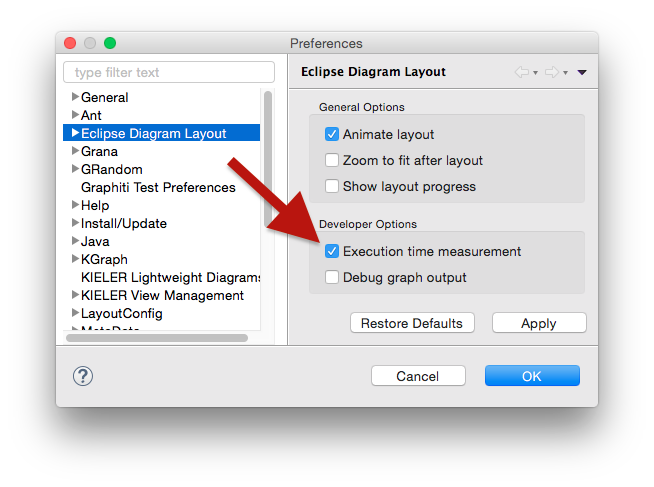 Preferences
type filter text
General
Ant
Eclipse Diagram Layout
Grana
GRandom
Graphiti Test Preferences
Help
Install/Update
Java
KGraph
KIELER Lightweight Diagrams
KIELER View Management
LayoutConfig
MetaData
Eclipse Diagram Layout
General Options
Animate layout
Zoom to fit after layout
Show layout progress
Developer Options
Execution time measurement
Debug graph output
Restore Defaults
Apply
?
Cancel
OK